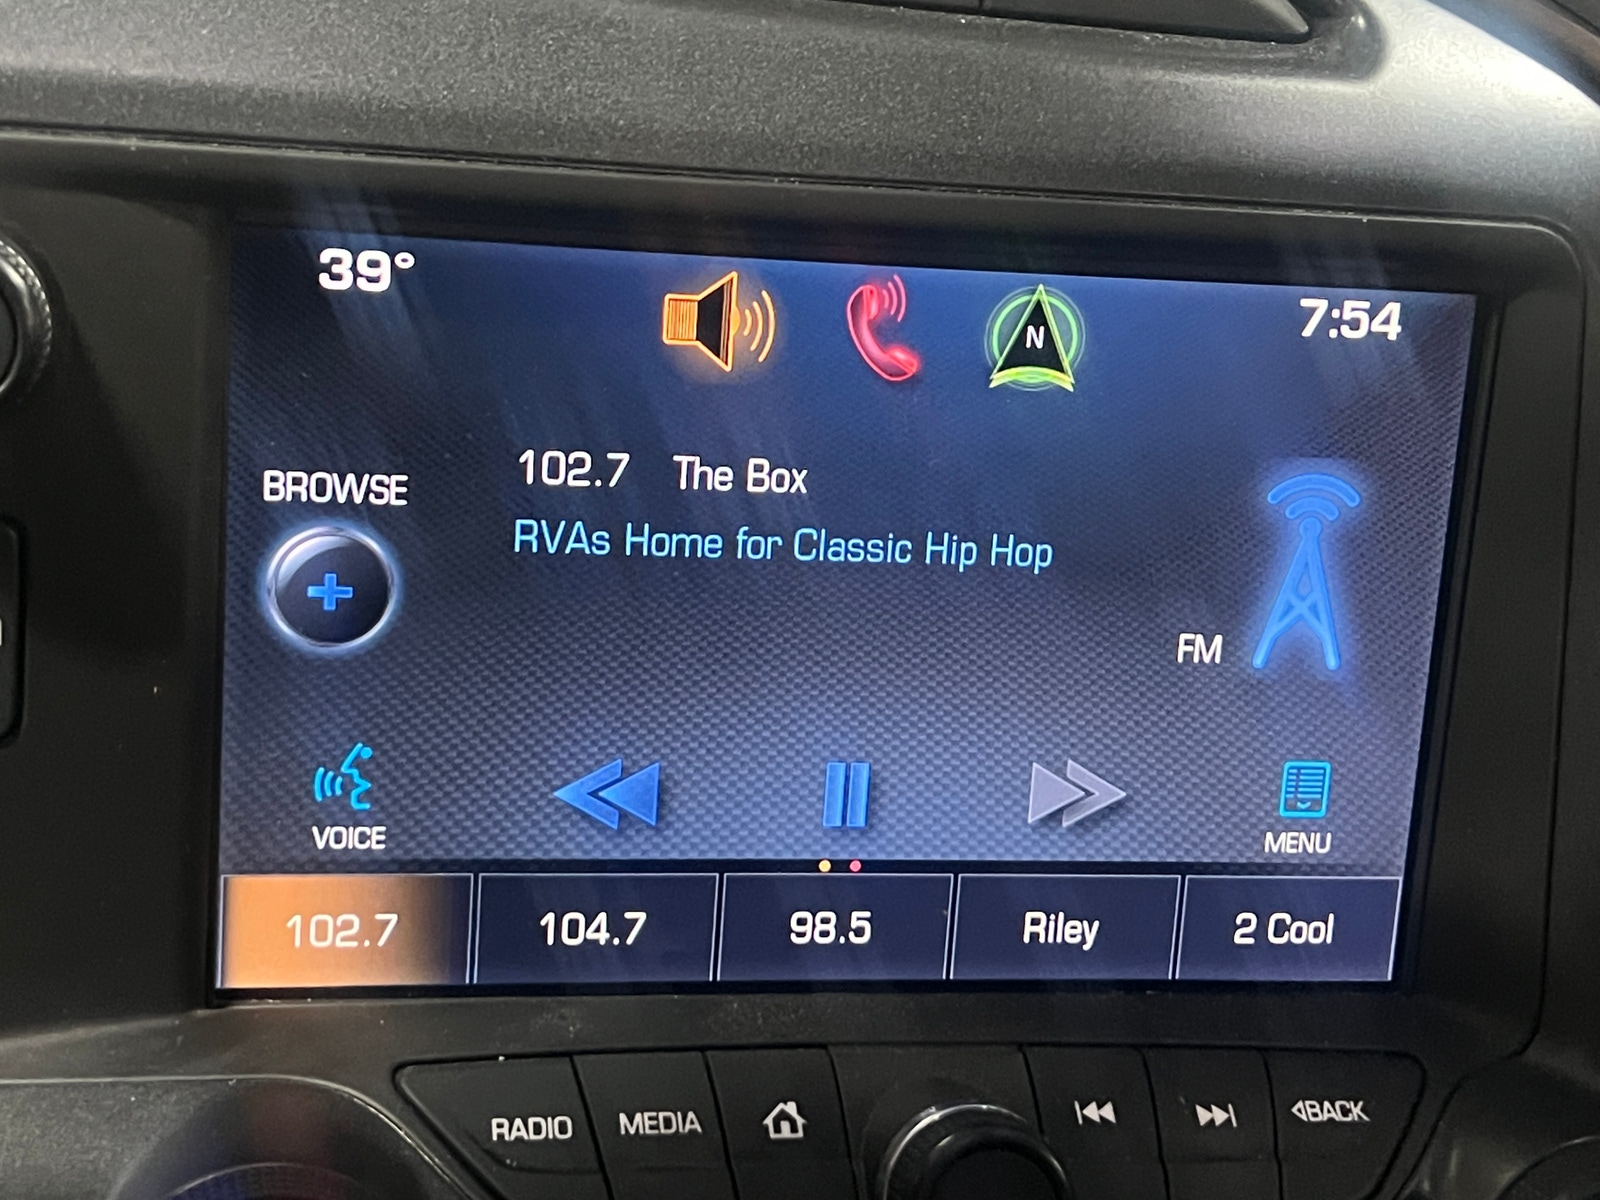 39°
N
7:54
102.7 The Box
BROWSE
RVAs Home for Classic Hip Hop
FM
VOICE
MENU
102.7
104.7
98.5
Riley
2 Cool
RADIO
MEDIA
BACK